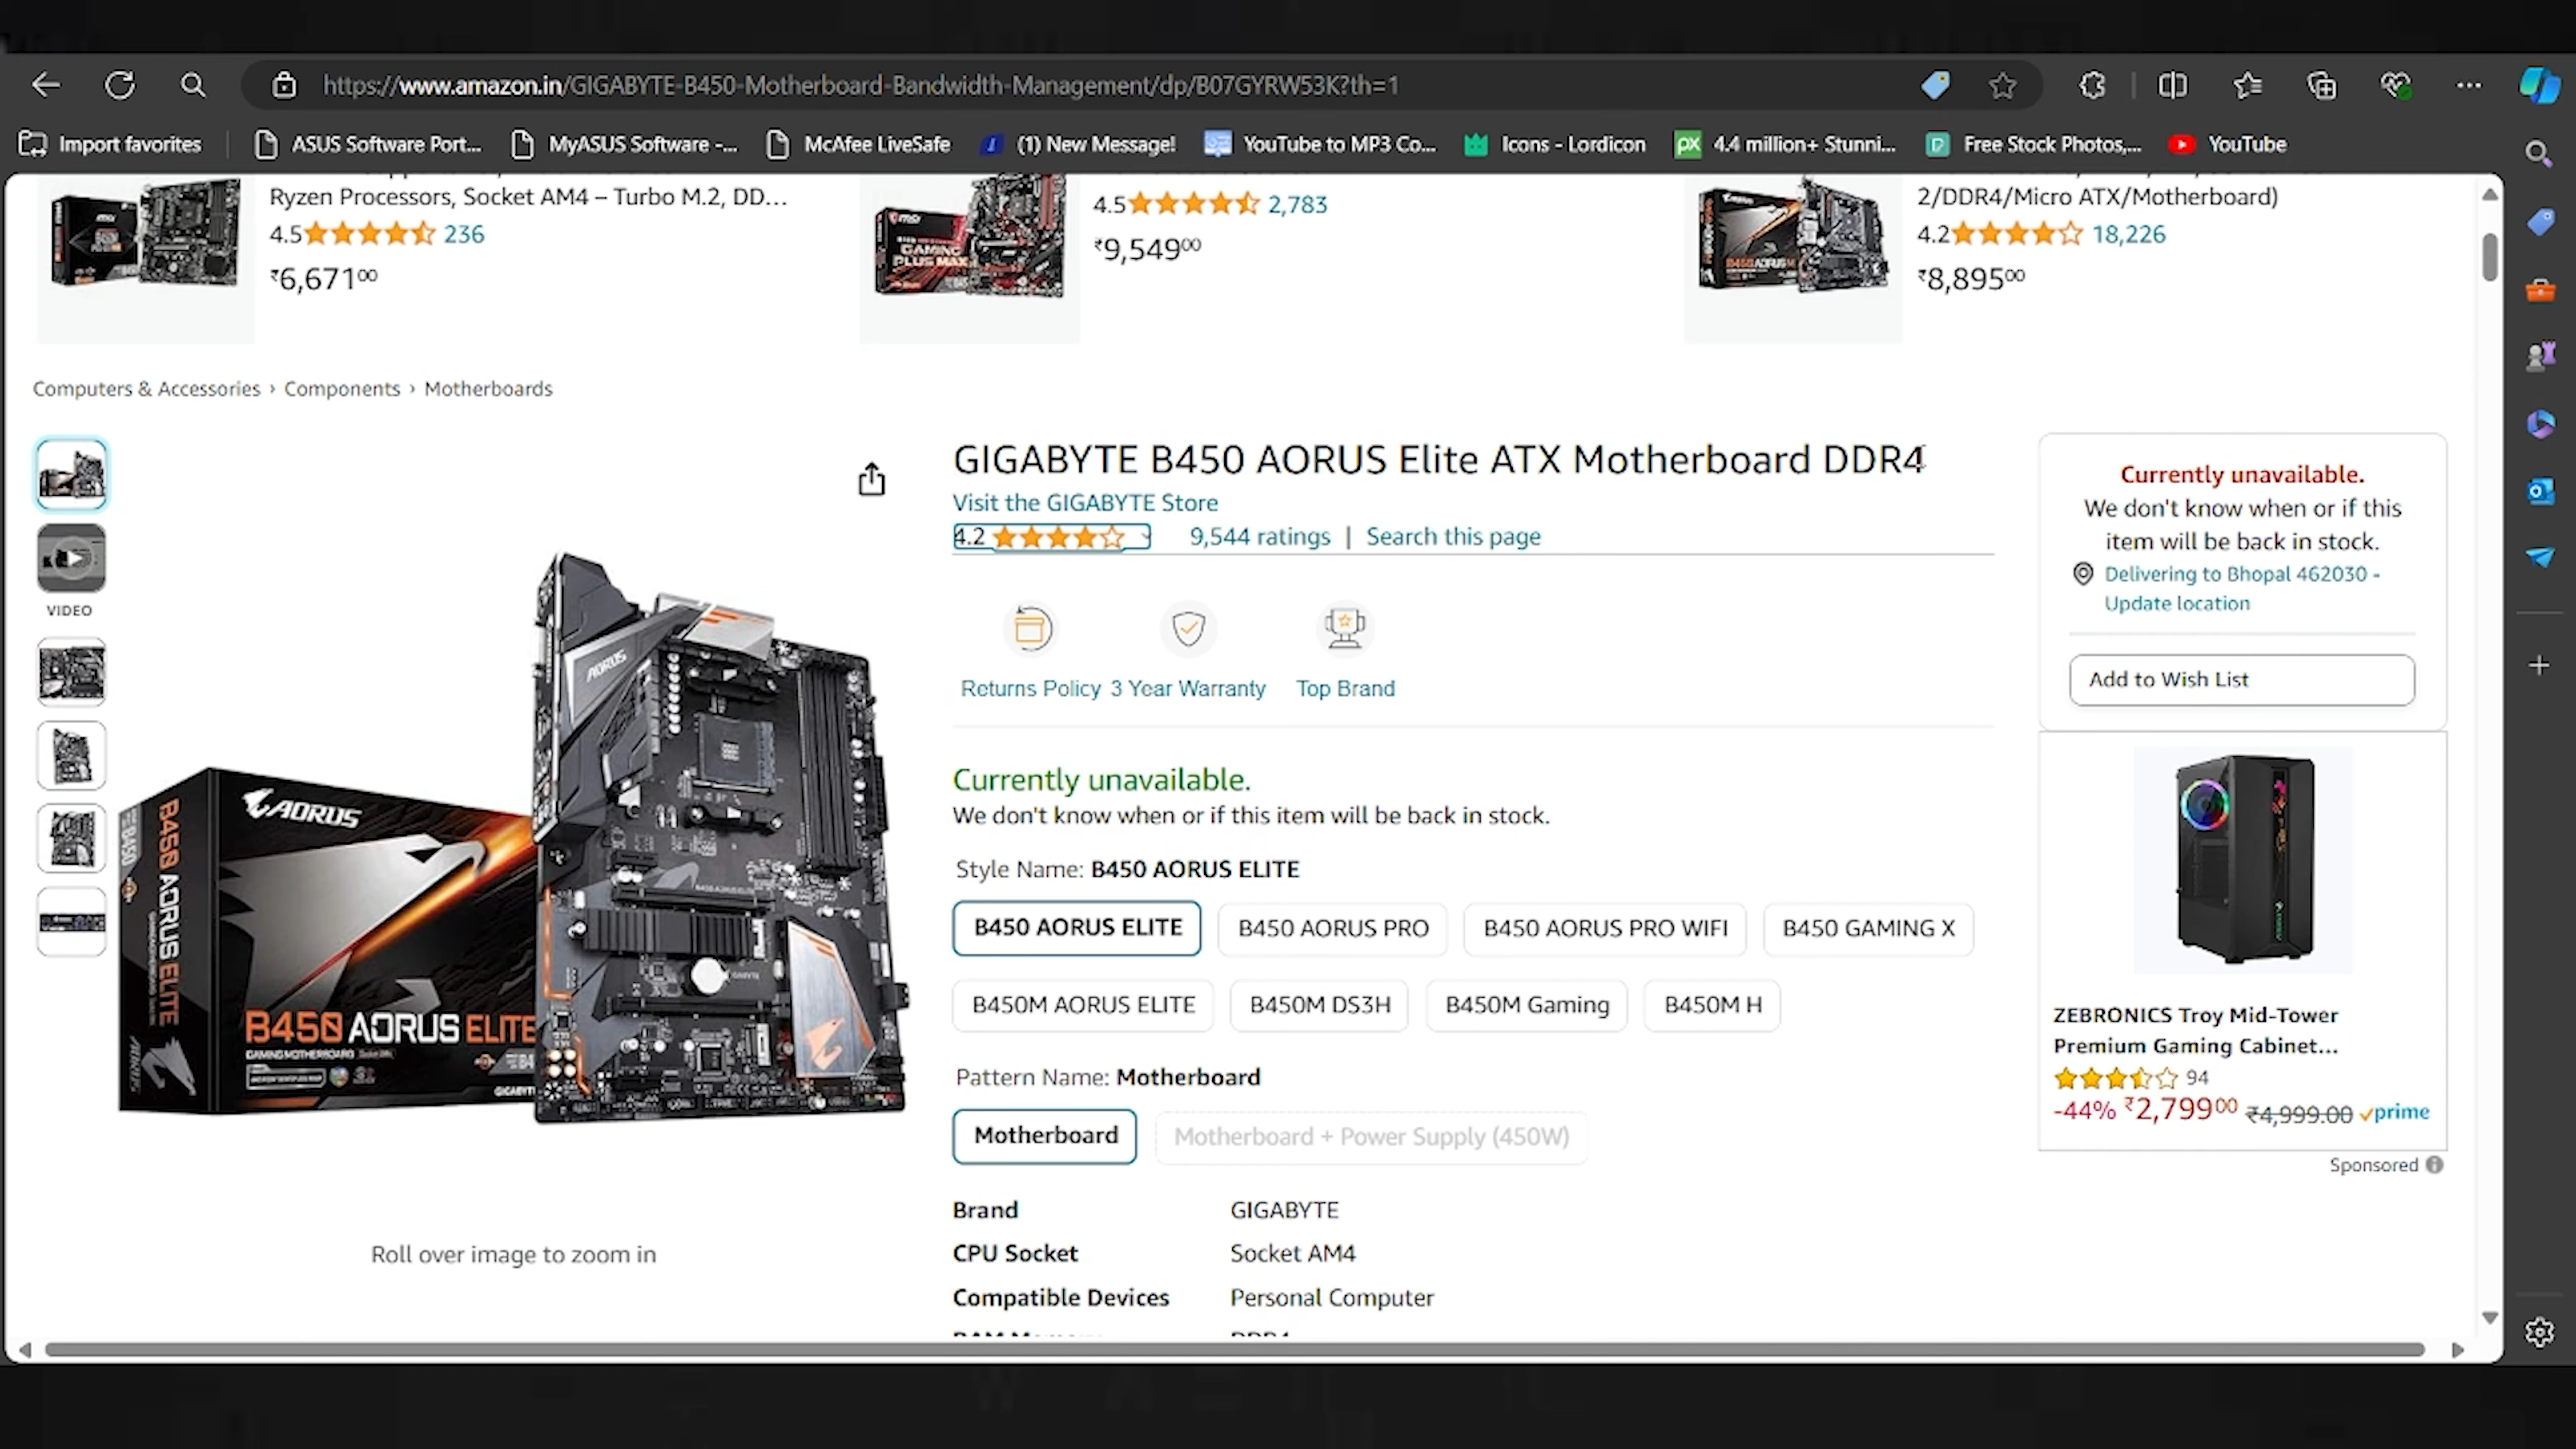 https://www.amazon.in/GIGABYTE-B450-Motherboard-Bandwidth-Management/dp/B07GYRW53K?th=1
Import favorites
ASUS Software Port...
MyASUS Software -...
McAfee LiveSafe
(1) New Message!
YouTube to MP3 Co...
Icons - Lordicon
4.4 million+ Stunni...
Free Stock Photos,...
YouTube
Ryzen Processors, Socket AM4 – Turbo M.2, DD...
4.5 236
₹6,671⁰⁰
4.5 2,783
₹9,549⁰⁰
2/DDR4/Micro ATX/Motherboard)
4.2 18,226
₹8,895⁰⁰
Computers & Accessories › Components › Motherboards
VIDEO
AORUS
B450 AORUS ELITE
B450 AORUS ELITE
GAMING MOTHERBOARD
AORUS
Roll over image to zoom in
GIGABYTE B450 AORUS Elite ATX Motherboard DDR4
Visit the GIGABYTE Store
4.2 9,544 ratings | Search this page
Returns Policy
3 Year Warranty
Top Brand
Currently unavailable.
We don't know when or if this item will be back in stock.
Style Name: B450 AORUS ELITE
B450 AORUS ELITE
B450 AORUS PRO
B450 AORUS PRO WIFI
B450 GAMING X
B450M AORUS ELITE
B450M DS3H
B450M Gaming
B450M H
Pattern Name: Motherboard
Motherboard
Motherboard + Power Supply (450W)
Brand GIGABYTE
CPU Socket Socket AM4
Compatible Devices Personal Computer
Currently unavailable.
We don't know when or if this
item will be back in stock.
Delivering to Bhopal 462030 -
Update location
Add to Wish List
ZEBRONICS Troy Mid-Tower
Premium Gaming Cabinet...
94
-44% ₹2,799⁰⁰ ₹4,999.00 prime
Sponsored